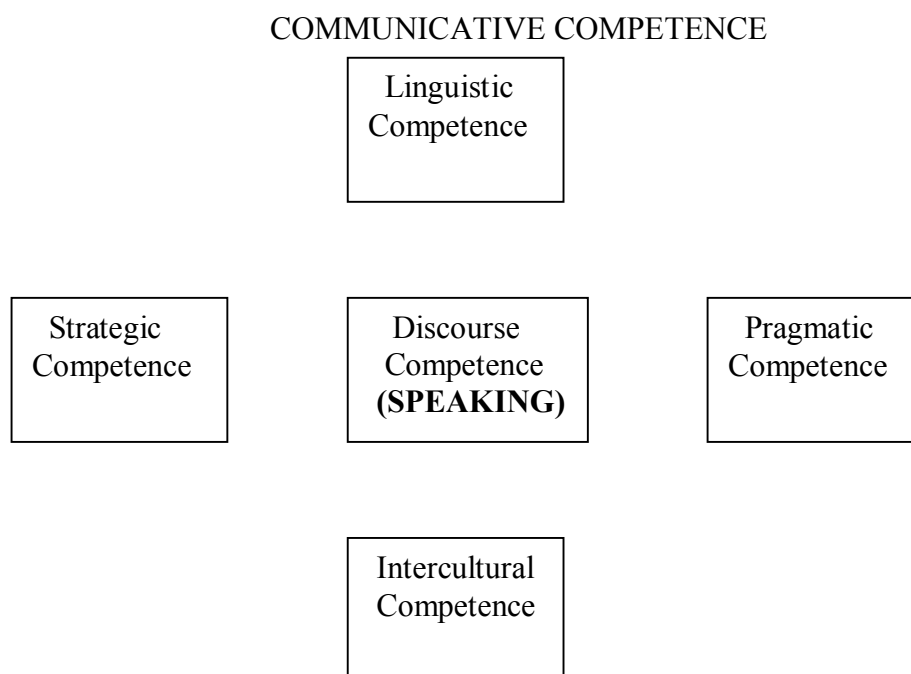 COMMUNICATIVE COMPETENCE
Linguistic
Competence
Strategic
Competence
Discourse
Competence
(SPEAKING)
Pragmatic
Competence
Intercultural
Competence